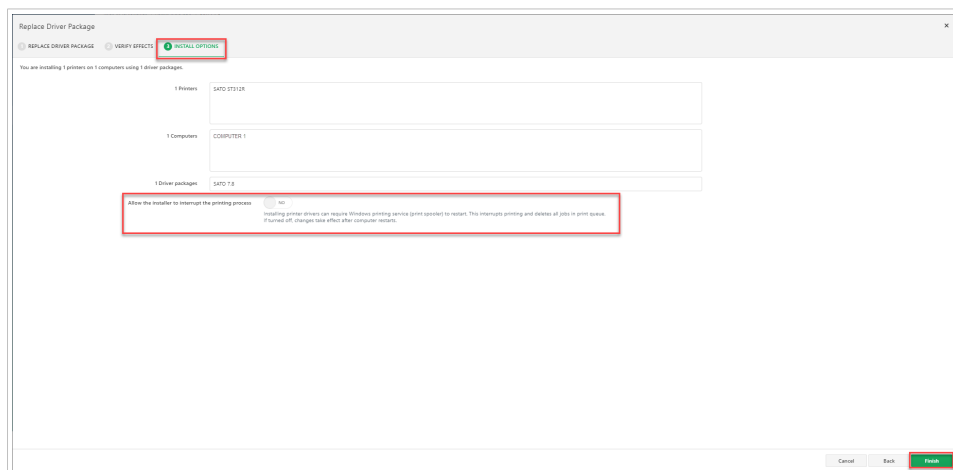 Replace Driver Package
1 REPLACE DRIVER PACKAGE 2 VERIFY EFFECTS 3 INSTALL OPTIONS
You are installing 1 printers on 1 computers using 1 driver packages.
1 Printers SATO ST312R
1 Computers COMPUTER 1
1 Driver packages SATO 7.8
Allow the installer to interrupt the printing process NO
Installing printer drivers can require Windows printing service (print spooler) to restart. This interrupts printing and deletes all jobs in print queue.
If turned off, changes take effect after computer restarts.
Cancel Back Finish